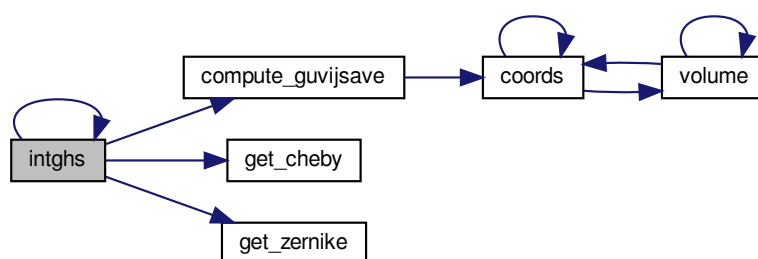 compute_guvijsave
coords
volume
intghs
get_cheby
get_zernike